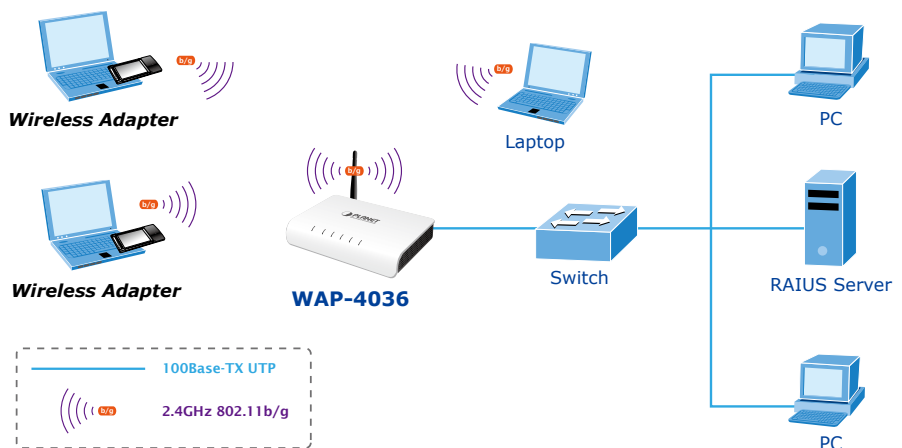 b/g
b/g
Wireless Adapter
Laptop
PC
b/g
b/g
PLANET
Wireless Adapter
WAP-4036
Switch
RAIUS Server
100Base-TX UTP
b/g
2.4GHz 802.11b/g
PC